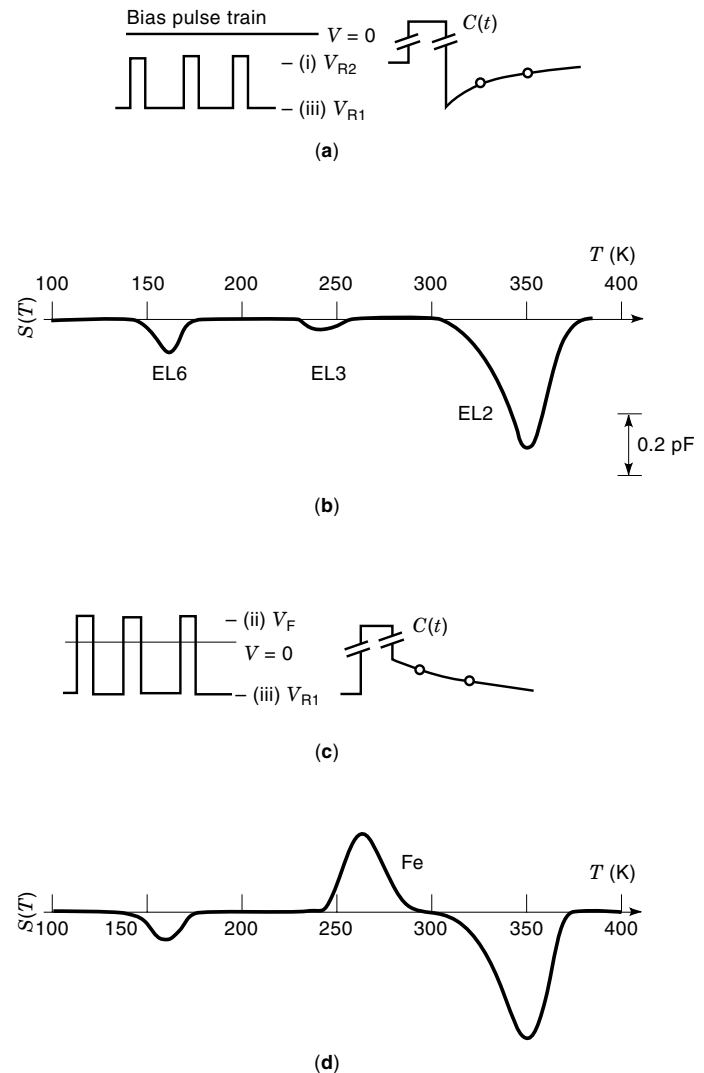 Bias pulse train
V = 0
– (i) V_R2
– (iii) V_R1
C(t)
(a)
T (K)
100 150 200 250 300 350 400
S(T)
EL6
EL3
EL2
0.2 pF
(b)
– (ii) V_F
V = 0
– (iii) V_R1
C(t)
(c)
Fe
T (K)
S(T)
100 150 200 250 300 350 400
(d)